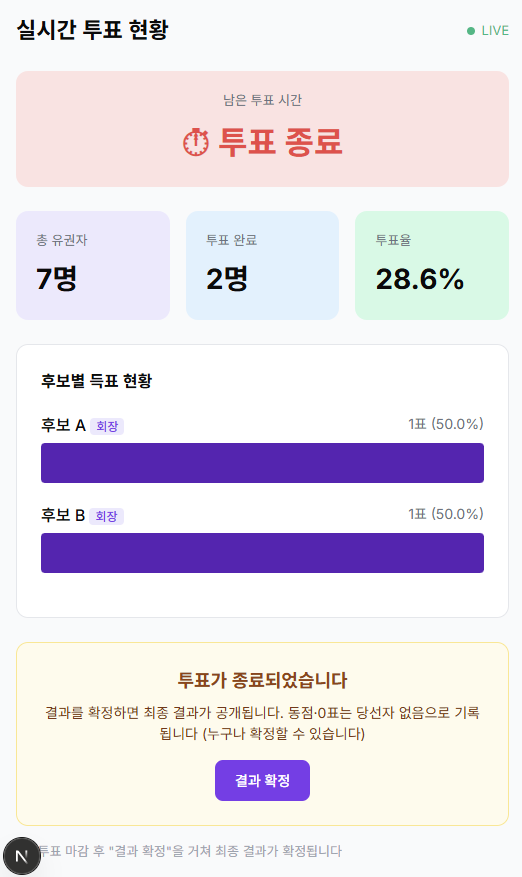 실시간 투표 현황
LIVE
남은 투표 시간
투표 종료
총 유권자
7명
투표 완료
2명
투표율
28.6%
후보별 득표 현황
후보 A 회장
1표 (50.0%)
후보 B 회장
1표 (50.0%)
투표가 종료되었습니다
결과를 확정하면 최종 결과가 공개됩니다. 동점·0표는 당선자 없음으로 기록
됩니다 (누구나 확정할 수 있습니다)
결과 확정
N
투표 마감 후 "결과 확정"을 거쳐 최종 결과가 확정됩니다